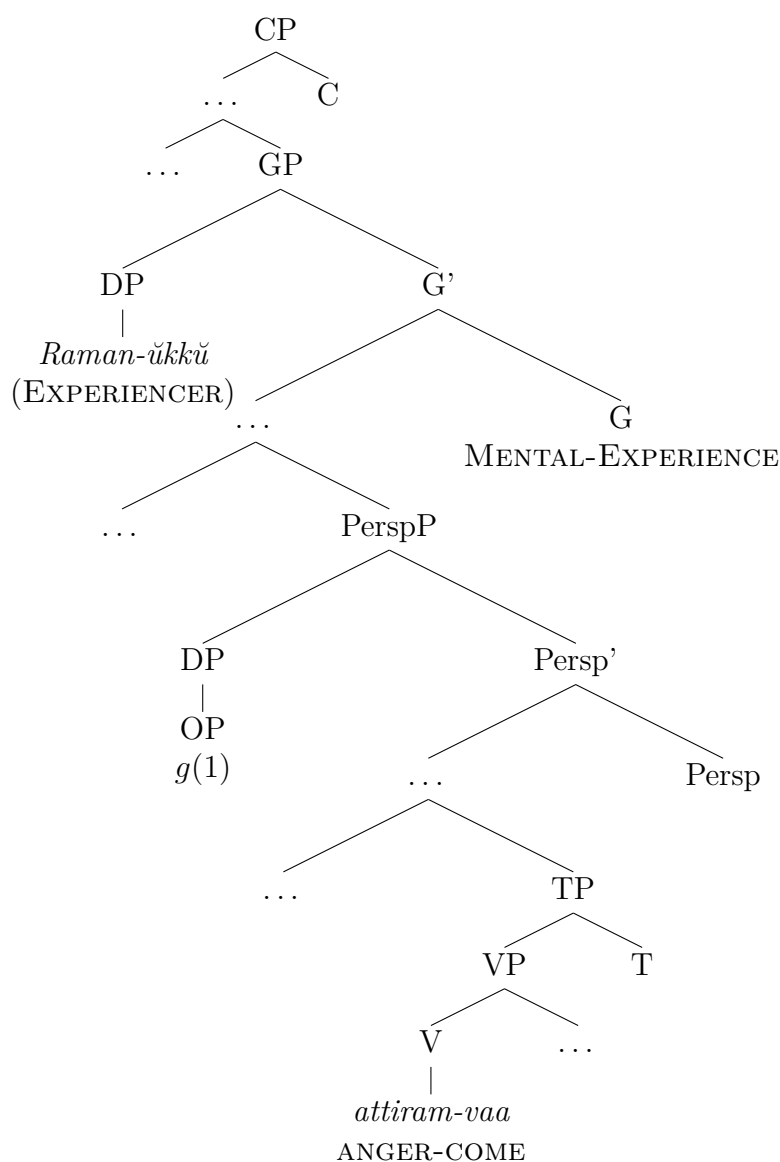 CP
… C
… GP
DP G’
Raman-ŭkkŭ
(EXPERIENCER)
… G
MENTAL-EXPERIENCE
… PerspP
DP Persp’
OP
g(1) … Persp
… TP
VP T
V …
attiram-vaa
ANGER-COME